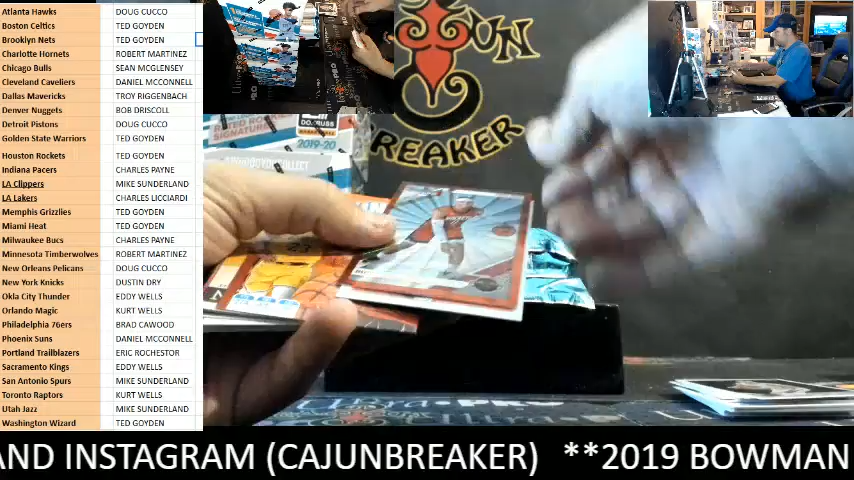 Atlanta Hawks DOUG CUCCO
Boston Celtics TED GOYDEN
Brooklyn Nets TED GOYDEN
Charlotte Hornets ROBERT MARTINEZ
Chicago Bulls SEAN MCGLENSEY
Cleveland Cavaliers DANIEL MCCONNELL
Dallas Mavericks TROY RIGGENBACH
Denver Nuggets BOB DRISCOLL
Detroit Pistons DOUG CUCCO
Golden State Warriors TED GOYDEN
Houston Rockets TED GOYDEN
Indiana Pacers CHARLES PAYNE
LA Clippers MIKE SUNDERLAND
LA Lakers CHARLES LICCIARDI
Memphis Grizzlies TED GOYDEN
Miami Heat TED GOYDEN
Milwaukee Bucs CHARLES PAYNE
Minnesota Timberwolves ROBERT MARTINEZ
New Orleans Pelicans DOUG CUCCO
New York Knicks DUSTIN DRY
Okla City Thunder EDDY WELLS
Orlando Magic KURT WELLS
Philadelphia 76ers BRAD CAWOOD
Phoenix Suns DANIEL MCCONNELL
Portland Trailblazers ERIC ROCHESTOR
Sacramento Kings EDDY WELLS
San Antonio Spurs MIKE SUNDERLAND
Toronto Raptors KURT WELLS
Utah Jazz MIKE SUNDERLAND
Washington Wizard TED GOYDEN
UN
REAKER
SIGNATUR
DONRUSS
2019-20
AND INSTAGRAM (CAJUNBREAKER) **2019 BOWMAN